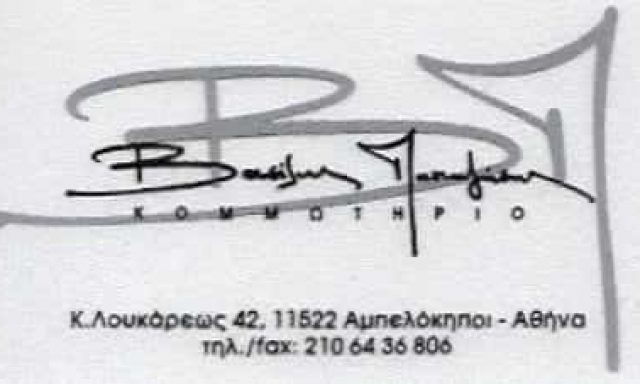 ΚΟΜΜΩΤΗΡΙΟ
Κ.Λουκάρεως 42, 11522 Αμπελόκηποι - Αθήνα
τηλ./fax: 210 64 36 806